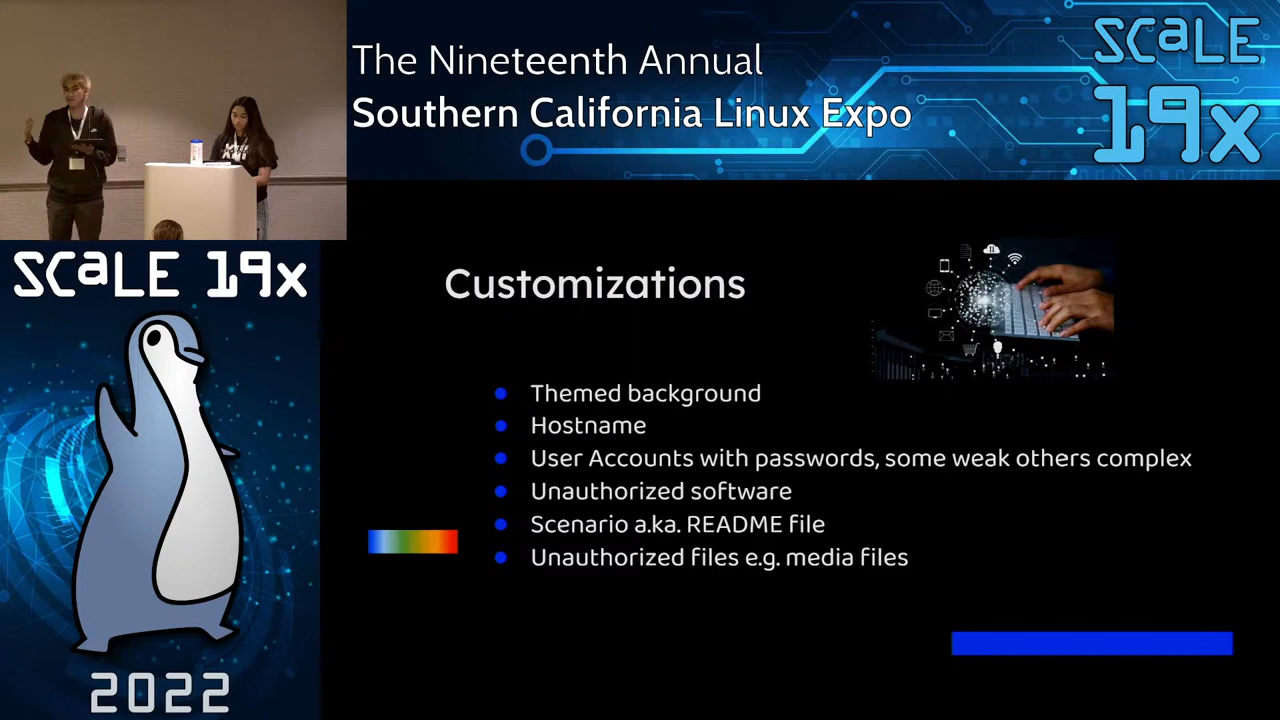 The Nineteenth Annual
Southern California Linux Expo
SCaLE
19x
SCaLE 19x
2022
Customizations
Themed background
Hostname
User Accounts with passwords, some weak others complex
Unauthorized software
Scenario a.ka. README file
Unauthorized files e.g. media files